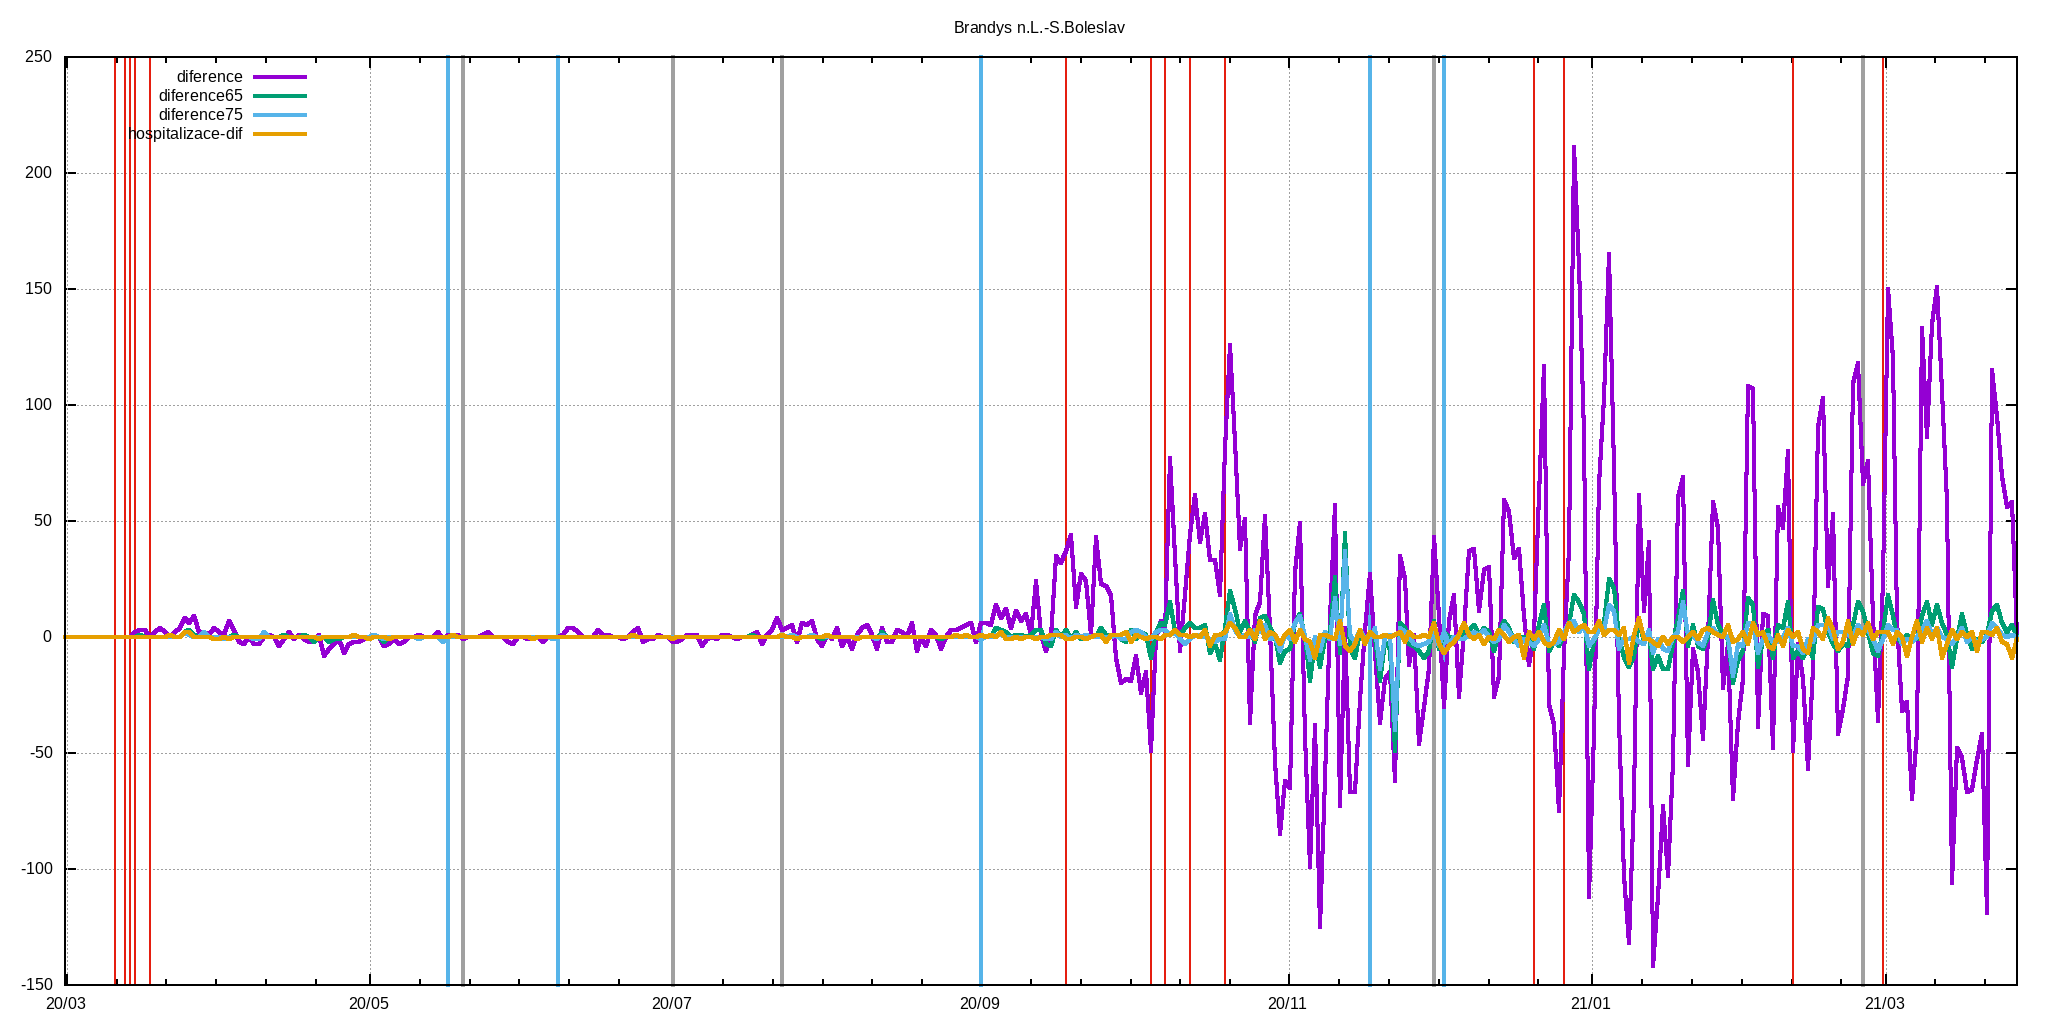 Brandys n.L.-S.Boleslav
250
200
150
100
50
0
-50
-100
-150
diference
diference65
diference75
hospitalizace-dif
20/03 20/05 20/07 20/09 20/11 21/01 21/03